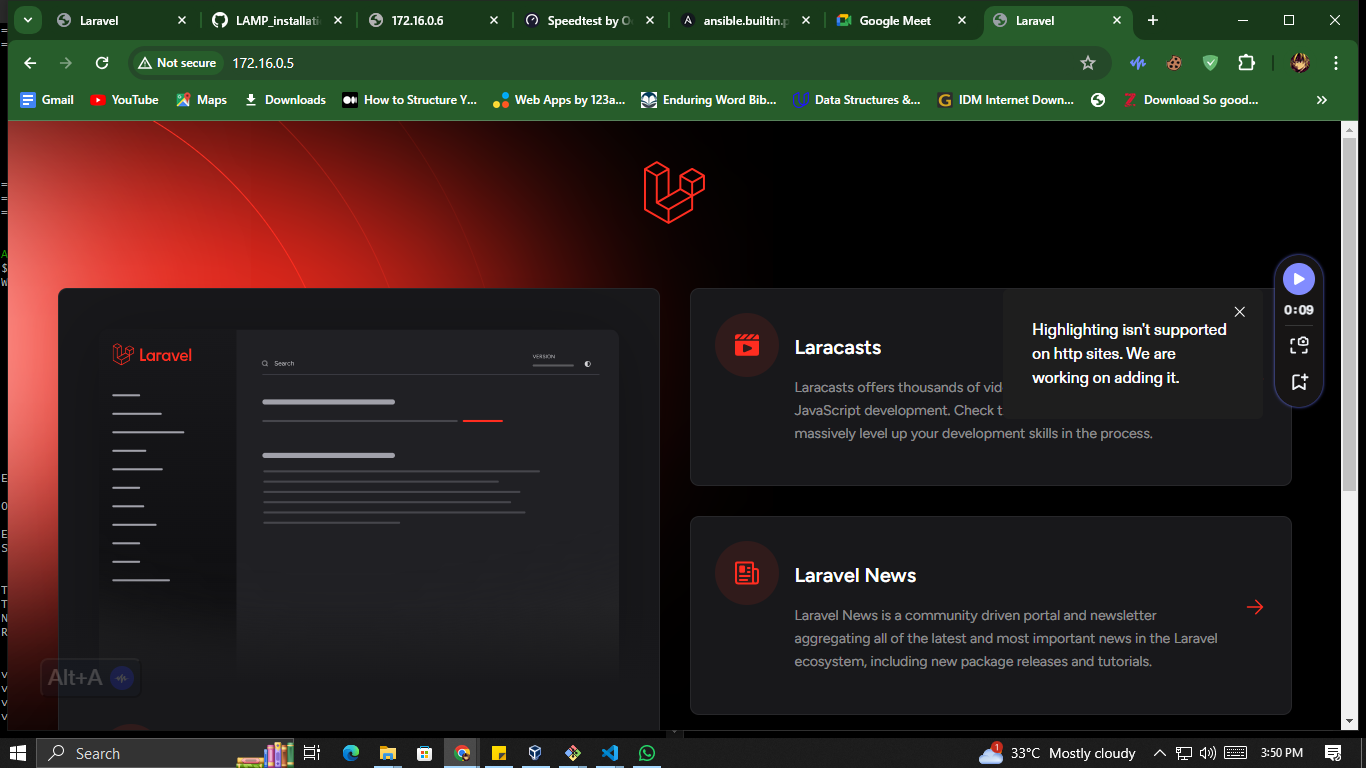 Laravel
LAMP_installati
172.16.0.6
Speedtest by O
ansible.builtin.p
Google Meet
Laravel
Not secure
172.16.0.5
Gmail
YouTube
Maps
Downloads
How to Structure Y...
Web Apps by 123a...
Enduring Word Bib...
Data Structures &...
IDM Internet Down...
Download So good...
Laravel
Search
VERSION
Laracasts
Laracasts offers thousands of vid
JavaScript development. Check t
massively level up your development skills in the process.
Highlighting isn't supported
on http sites. We are
working on adding it.
0:09
Laravel News
Laravel News is a community driven portal and newsletter
aggregating all of the latest and most important news in the Laravel
ecosystem, including new package releases and tutorials.
Alt+A
Search
1
33°C Mostly cloudy
3:50 PM